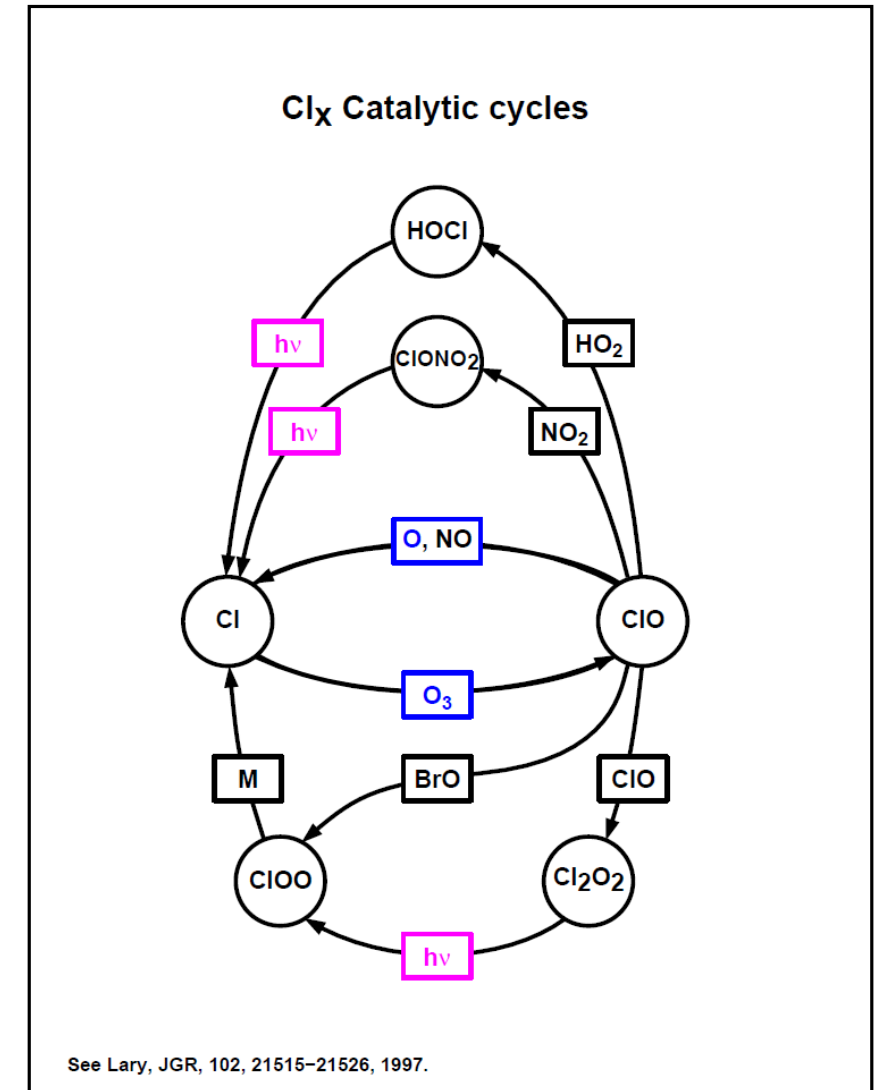 Clx Catalytic cycles
HOCl
hν
HO2
ClONO2
hν
NO2
O, NO
Cl
ClO
O3
M
BrO
ClO
ClOO
Cl2O2
hν
See Lary, JGR, 102, 21515−21526, 1997.